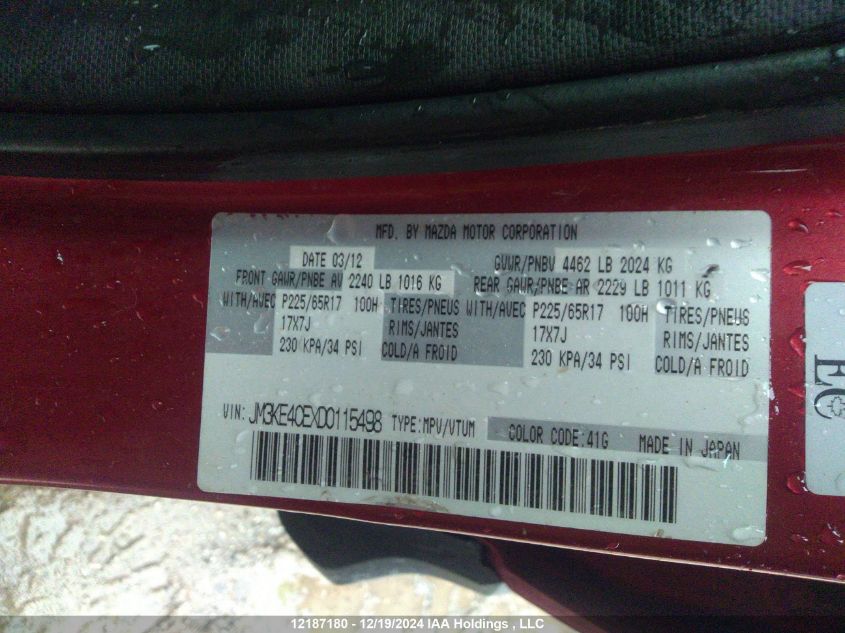 MFD. BY MAZDA MOTOR CORPORATION
DATE 03/12 GVWR/PNBV 4462 LB 2024 KG
FRONT GAWR/PNBE AV 2240 LB 1016 KG REAR GAWR/PNBE AR 2229 LB 1011 KG
WITH/AVEC P225/65R17 100H TIRES/PNEUS WITH/AVEC P225/65R17 100H TIRES/PNEUS
17X7J RIMS/JANTES 17X7J RIMS/JANTES
230 KPA/34 PSI COLD/A FROID 230 KPA/34 PSI COLD/A FROID
VIN: JM3KE4CEXD0115498 TYPE:MPV/VTUM COLOR CODE:41G MADE IN JAPAN
EC
12187180 - 12/19/2024 IAA Holdings , LLC